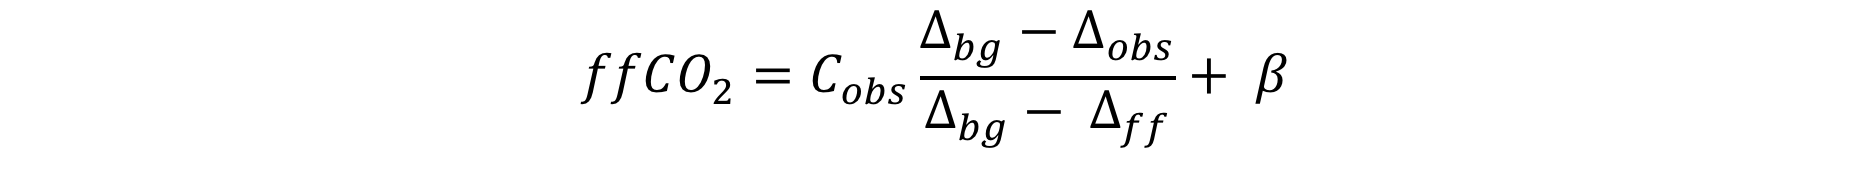 ffCO₂ = C_obs (Δ_bg − Δ_obs)/(Δ_bg − Δ_ff) + β